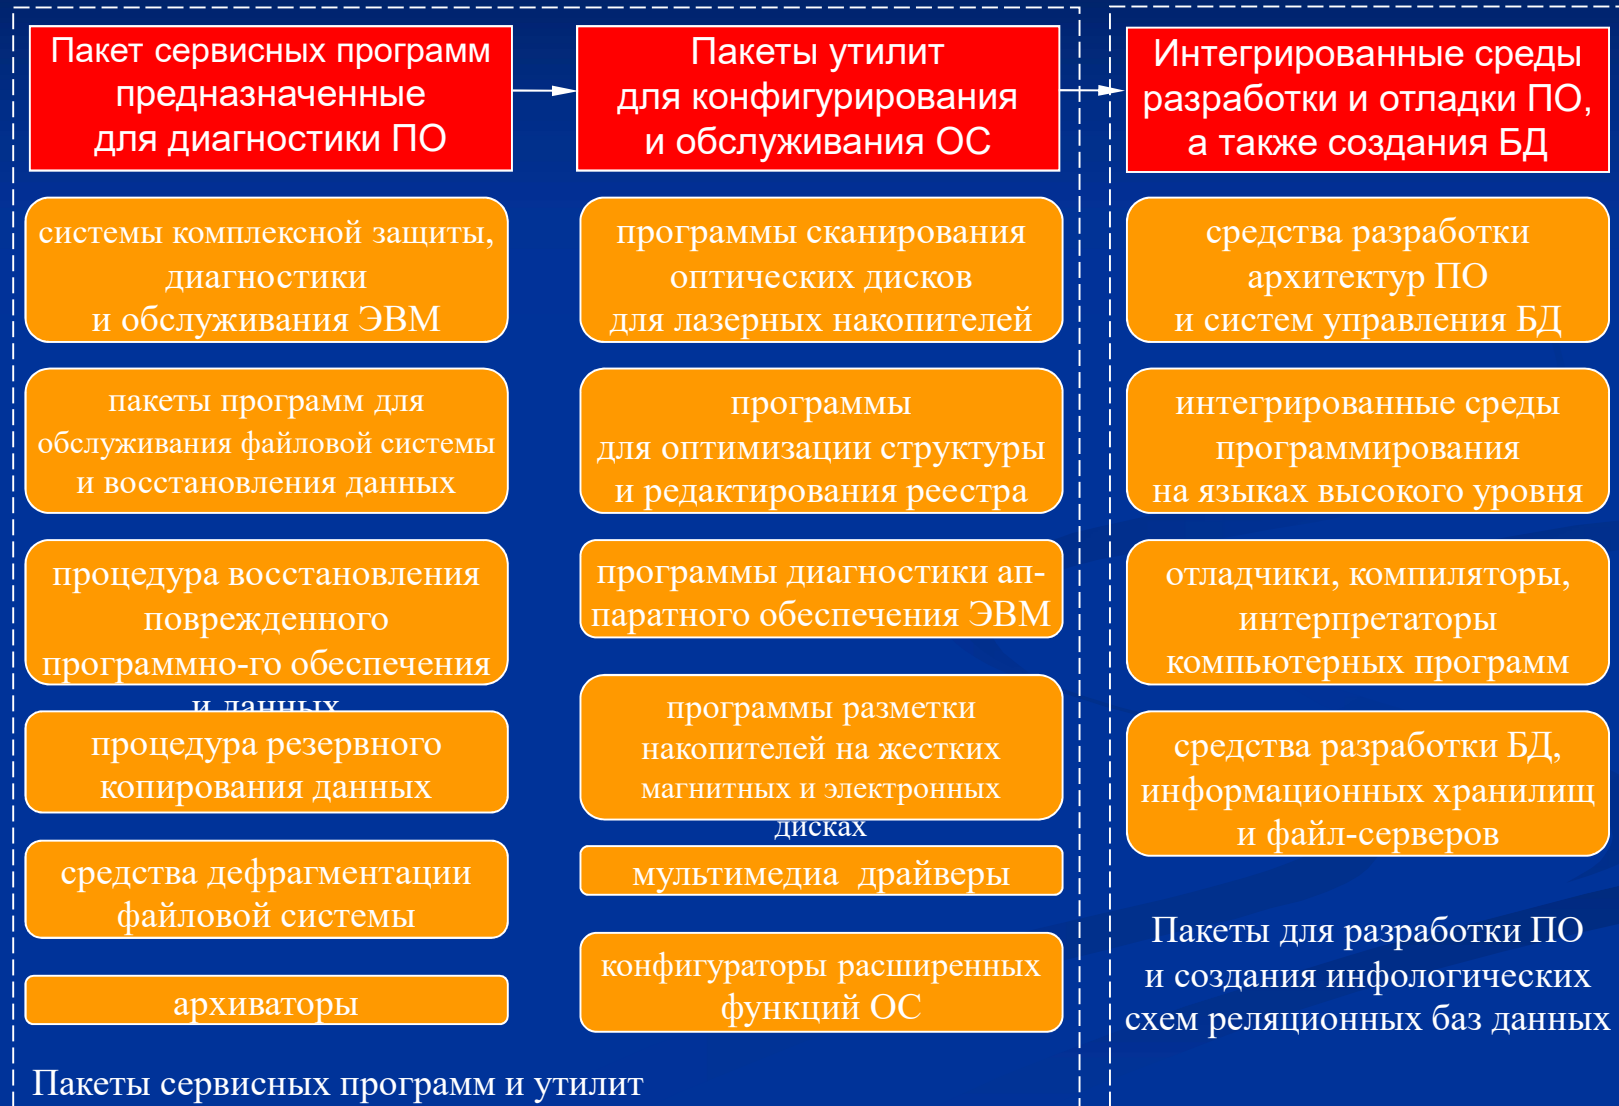 Пакет сервисных программ
предназначенные
для диагностики ПО
системы комплексной защиты,
диагностики
и обслуживания ЭВМ
пакеты программ для
обслуживания файловой системы
и восстановления данных
процедура восстановления
поврежденного
программно-го обеспечения
и данных
процедура резервного
копирования данных
средства дефрагментации
файловой системы
архиваторы
Пакеты утилит
для конфигурирования
и обслуживания ОС
программы сканирования
оптических дисков
для лазерных накопителей
программы
для оптимизации структуры
и редактирования реестра
программы диагностики ап-
паратного обеспечения ЭВМ
программы разметки
накопителей на жестких
магнитных и электронных
дисках
мультимедиа драйверы
конфигураторы расширенных
функций ОС
Пакеты сервисных программ и утилит
Интегрированные среды
разработки и отладки ПО,
а также создания БД
средства разработки
архитектур ПО
и систем управления БД
интегрированные среды
программирования
на языках высокого уровня
отладчики, компиляторы,
интерпретаторы
компьютерных программ
средства разработки БД,
информационных хранилищ
и файл-серверов
Пакеты для разработки ПО
и создания инфологических
схем реляционных баз данных